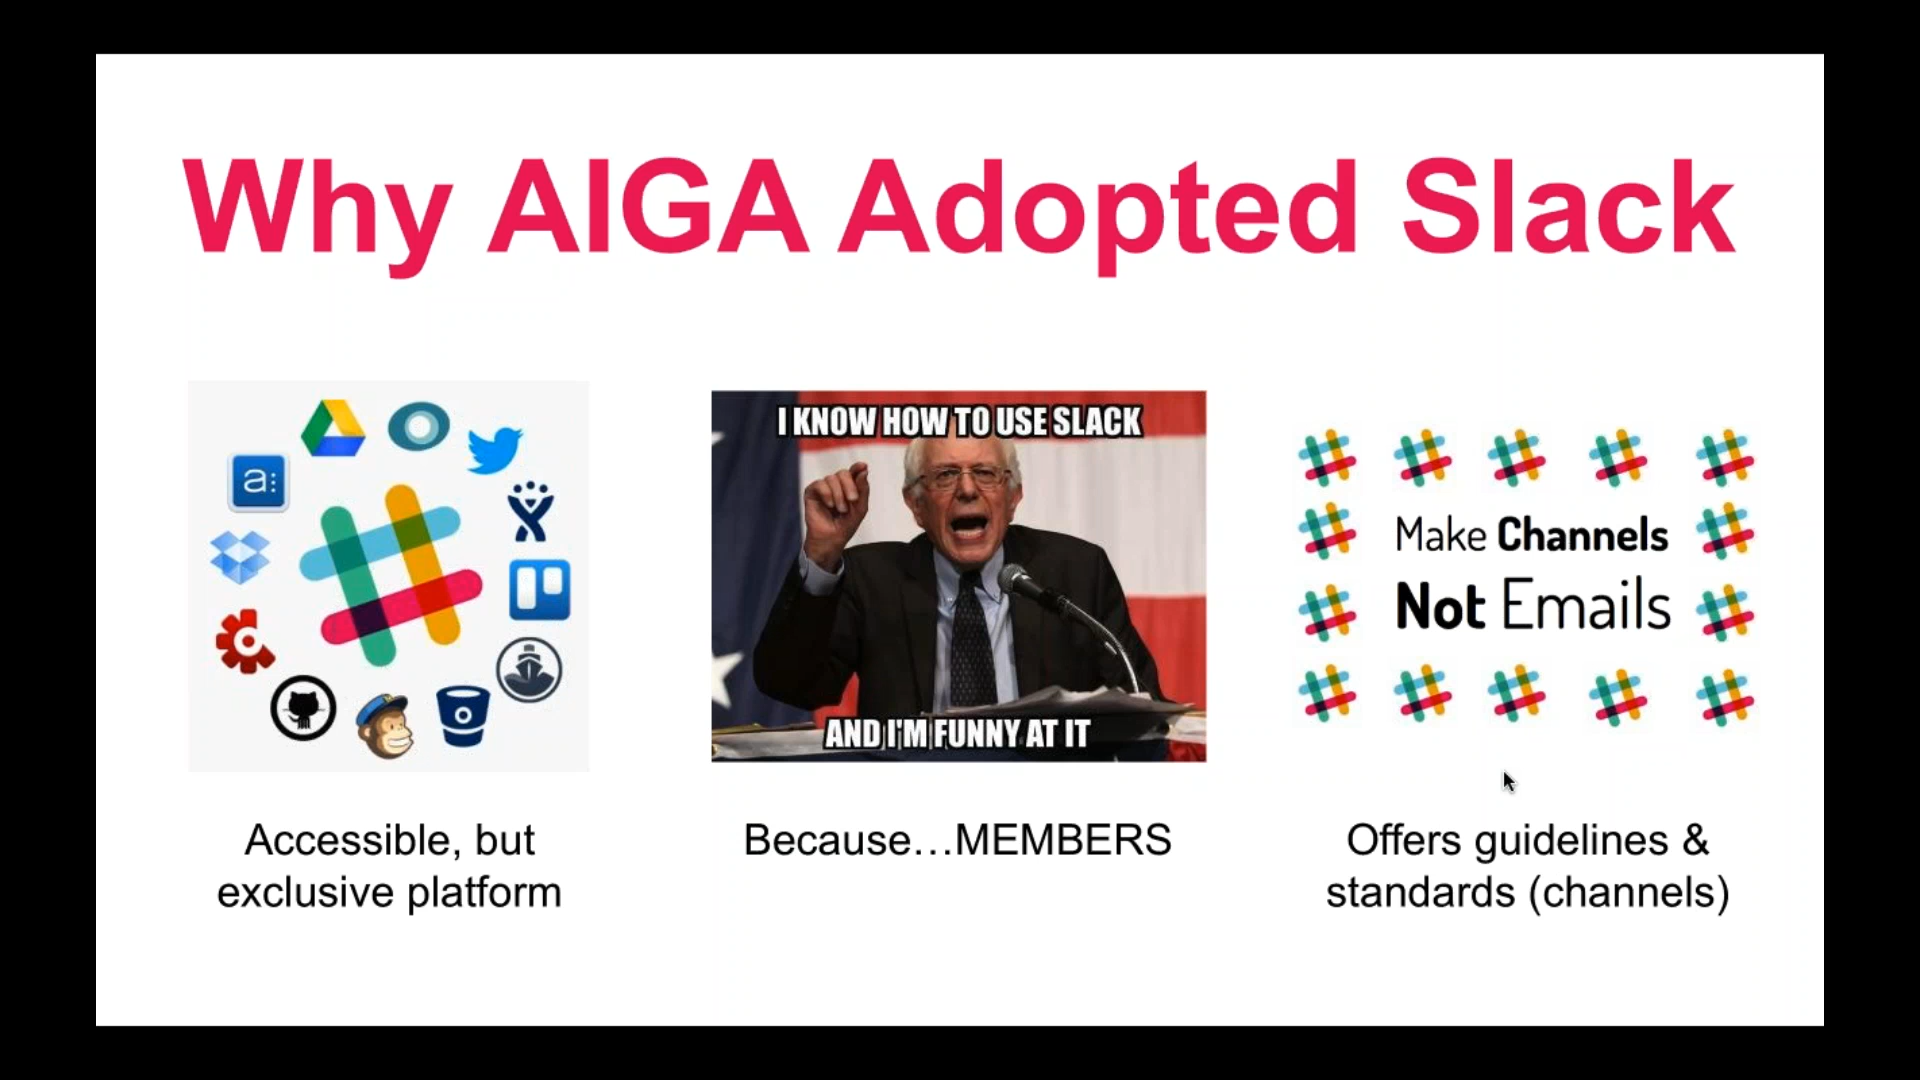 Why AIGA Adopted Slack
a:
I KNOW HOW TO USE SLACK
AND I'M FUNNY AT IT
Make Channels
Not Emails
Accessible, but
exclusive platform
Because…MEMBERS
Offers guidelines &
standards (channels)